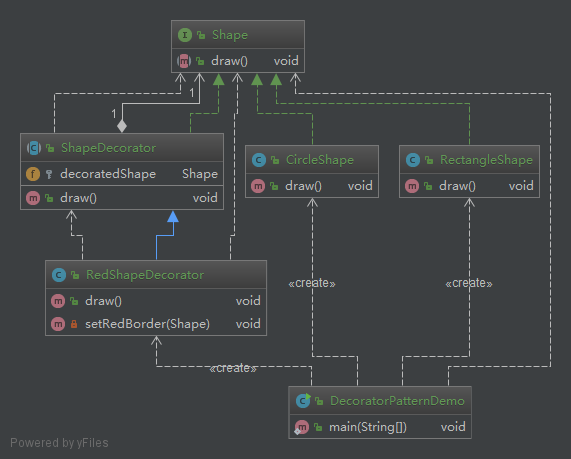 Shape
draw() void
1
1
ShapeDecorator
decoratedShape Shape
draw() void
CircleShape
draw() void
RectangleShape
draw() void
RedShapeDecorator
draw() void
setRedBorder(Shape) void
«create»
«create»
«create»
DecoratorPatternDemo
main(String[]) void
Powered by yFiles